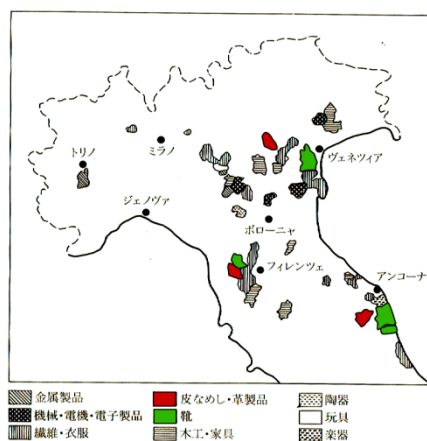 トリノ
ミラノ
ヴェネツィア
ジェノヴァ
ボローニャ
フィレンツェ
アンコーナ
金属製品
皮なめし・革製品
陶器
機械・電機・電子製品
靴
玩具
繊維・衣服
木工・家具
楽器